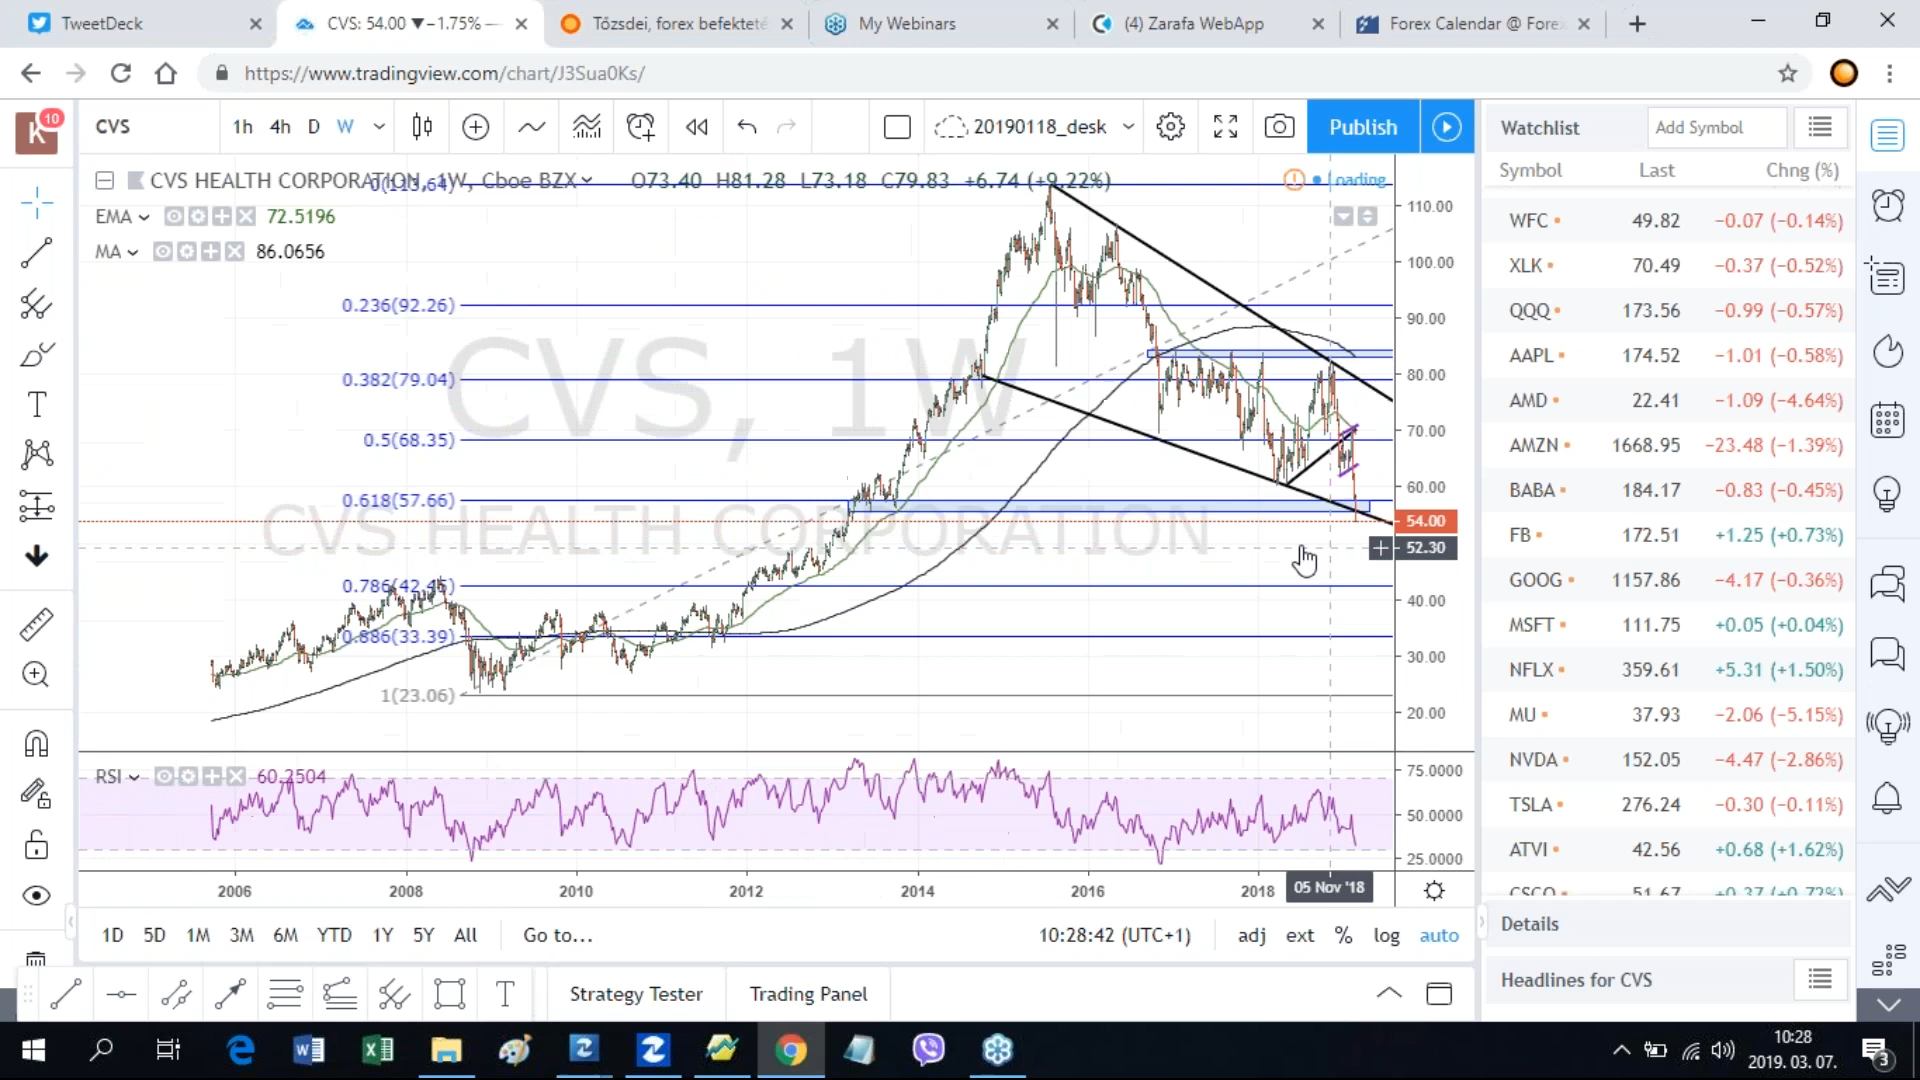 TweetDeck
CVS: 54.00 ▼−1.75% —
Tőzsdei, forex befekteté
My Webinars
(4) Zarafa WebApp
Forex Calendar @ Forex
https://www.tradingview.com/chart/J3Sua0Ks/
K 10
CVS 1h 4h D W 20190118_desk Publish
CVS HEALTH CORPORATION, 1W, Cboe BZX O73.40 H81.28 L73.18 C79.83 +6.74 (+9.22%)
0(113.64)
Loading
EMA 72.5196
MA 86.0656
CVS, 1W
CVS HEALTH CORPORATION
0.236(92.26)
0.382(79.04)
0.5(68.35)
0.618(57.66)
0.786(42.45)
0.886(33.39)
1(23.06)
110.00
100.00
90.00
80.00
70.00
60.00
54.00
52.30
40.00
30.00
20.00
RSI 60.2504
75.0000
50.0000
25.0000
2006 2008 2010 2012 2014 2016 2018 05 Nov '18
1D 5D 1M 3M 6M YTD 1Y 5Y All Go to... 10:28:42 (UTC+1) adj ext % log auto
T Strategy Tester Trading Panel
Watchlist Add Symbol
Symbol Last Chng (%)
WFC 49.82 −0.07 (−0.14%)
XLK 70.49 −0.37 (−0.52%)
QQQ 173.56 −0.99 (−0.57%)
AAPL 174.52 −1.01 (−0.58%)
AMD 22.41 −1.09 (−4.64%)
AMZN 1668.95 −23.48 (−1.39%)
BABA 184.17 −0.83 (−0.45%)
FB 172.51 +1.25 (+0.73%)
GOOG 1157.86 −4.17 (−0.36%)
MSFT 111.75 +0.05 (+0.04%)
NFLX 359.61 +5.31 (+1.50%)
MU 37.93 −2.06 (−5.15%)
NVDA 152.05 −4.47 (−2.86%)
TSLA 276.24 −0.30 (−0.11%)
ATVI 42.56 +0.68 (+1.62%)
CSCO 51.67 +0.37 (+0.72%)
Details
Headlines for CVS
10:28
2019. 03. 07.
3